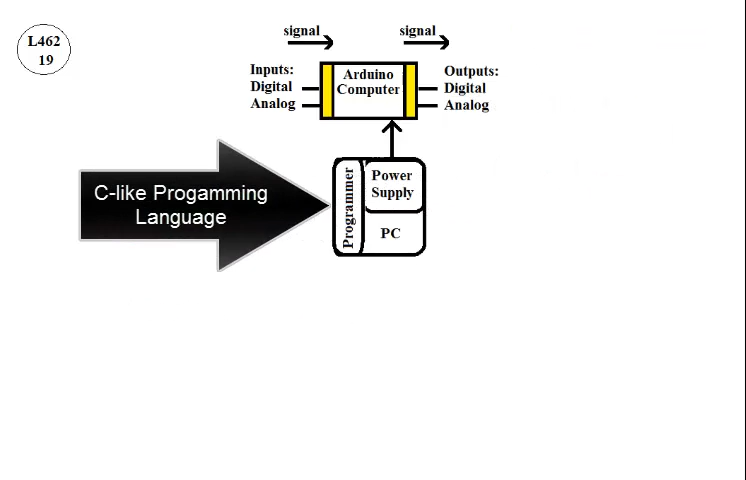 L462
19
signal
signal
Inputs:
Digital
Analog
Arduino
Computer
Outputs:
Digital
Analog
C-like Progamming
Language
Programmer
Power
Supply
PC